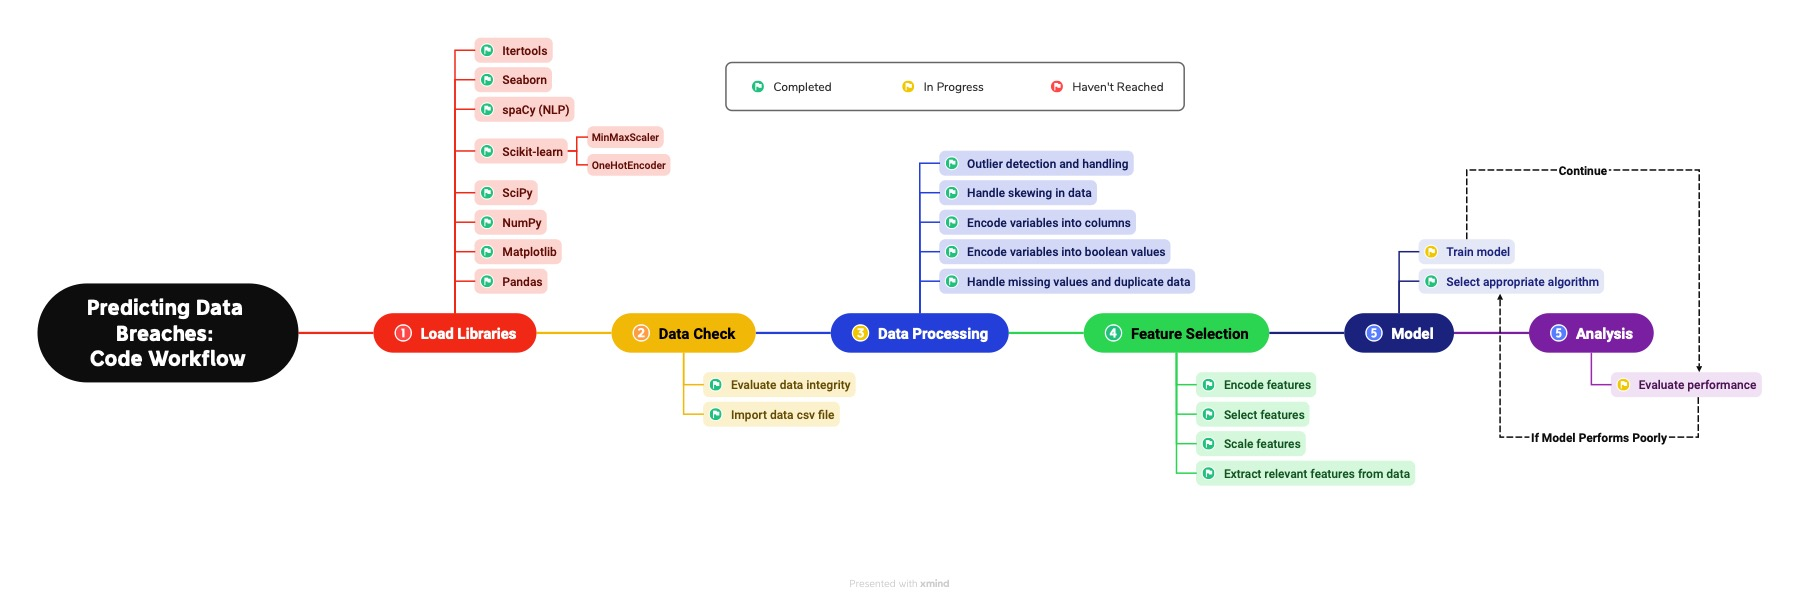 Itertools
Seaborn
spaCy (NLP)
Scikit-learn
MinMaxScaler
OneHotEncoder
SciPy
NumPy
Matplotlib
Pandas
Completed
In Progress
Haven't Reached
Outlier detection and handling
Handle skewing in data
Encode variables into columns
Encode variables into boolean values
Handle missing values and duplicate data
Continue
Train model
Select appropriate algorithm
Predicting Data
Breaches:
Code Workflow
1 Load Libraries
2 Data Check
3 Data Processing
4 Feature Selection
5 Model
5 Analysis
Evaluate data integrity
Import data csv file
Encode features
Select features
Scale features
Extract relevant features from data
Evaluate performance
If Model Performs Poorly
Presented with xmind